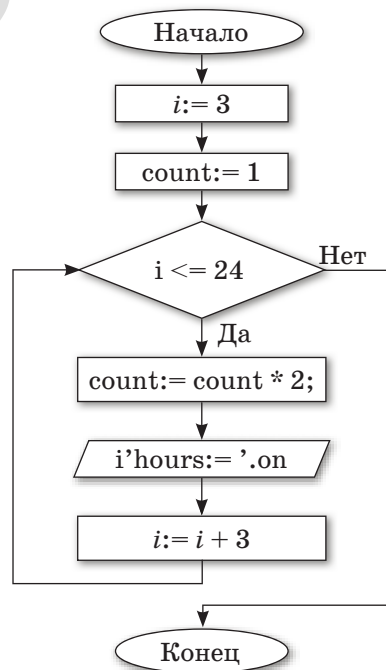 Начало
i:= 3
count:= 1
i <= 24
Нет
Да
count:= count * 2;
i’hours:= ’.on
i:= i + 3
Конец